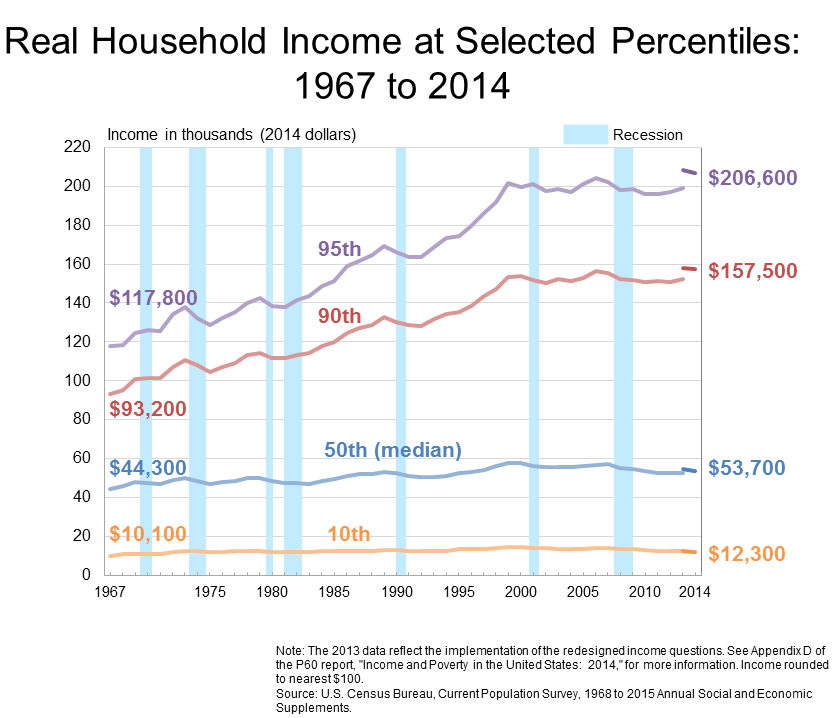 Real Household Income at Selected Percentiles:
1967 to 2014
Income in thousands (2014 dollars)
Recession
220
200
180
160
140
120
100
80
60
40
20
0
95th
$117,800
$206,600
90th
$93,200
$157,500
50th (median)
$44,300
$53,700
10th
$10,100
$12,300
1967 1975 1980 1985 1990 1995 2000 2005 2010 2014
Note: The 2013 data reflect the implementation of the redesigned income questions. See Appendix D of
the P60 report, "Income and Poverty in the United States: 2014," for more information. Income rounded
to nearest $100.
Source: U.S. Census Bureau, Current Population Survey, 1968 to 2015 Annual Social and Economic
Supplements.